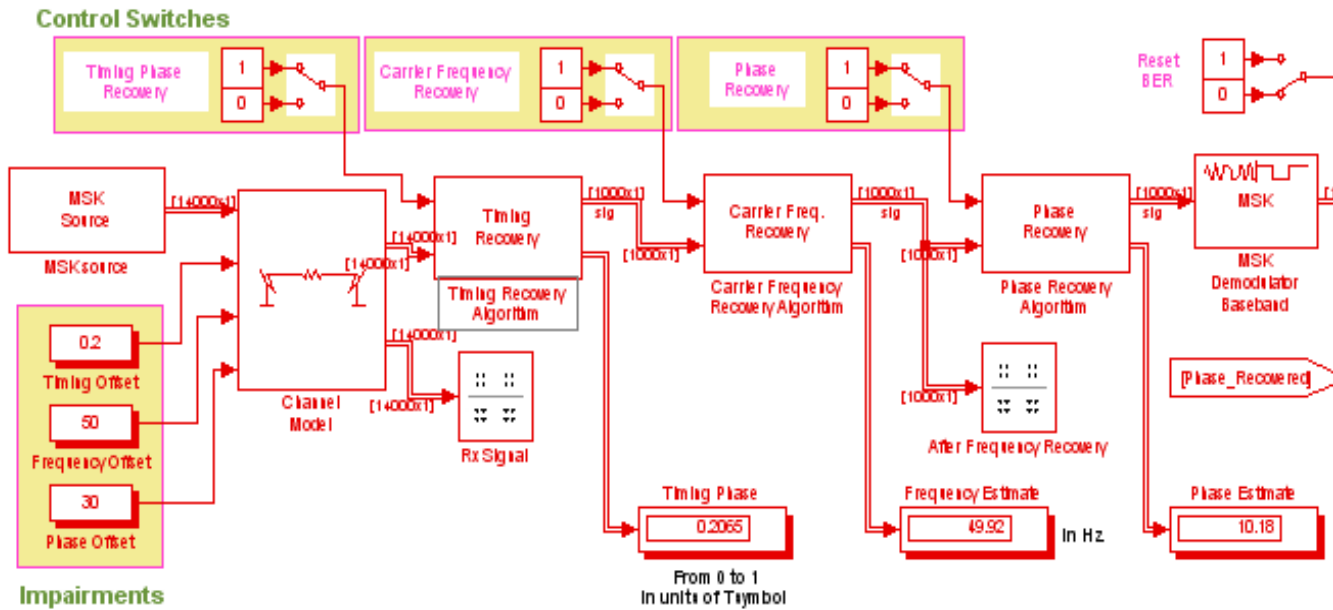 Control Switches
Timing Phase
Recovery
1
0
Carrier Frequency
Recovery
1
0
Phase
Recovery
1
0
Reset
BER
1
0
MSK
Source
MSK source
[14000x1]
Timing
Recovery
Timing Recovery
Algorithm
[14000x1]
[14000x1]
[1000x1]
sig
[1000x1]
Carrier Freq.
Recovery
Carrier Frequency
Recovery Algorithm
[1000x1]
sig
[1000x1]
Phase
Recovery
Phase Recovery
Algorithm
[1000x1]
sig
MSK
MSK
Demodulator
Baseband
[1
0.2
Timing Offset
50
Frequency Offset
30
Phase Offset
Impairments
Channel
Model
[14000x1]
[14000x1]
Rx Signal
[1000x1]
After Frequency Recovery
[Phase_Recovered]
Timing Phase
0.2065
From 0 to 1
In units of Tsymbol
Frequency Estimate
49.92
In Hz
Phase Estimate
10.18